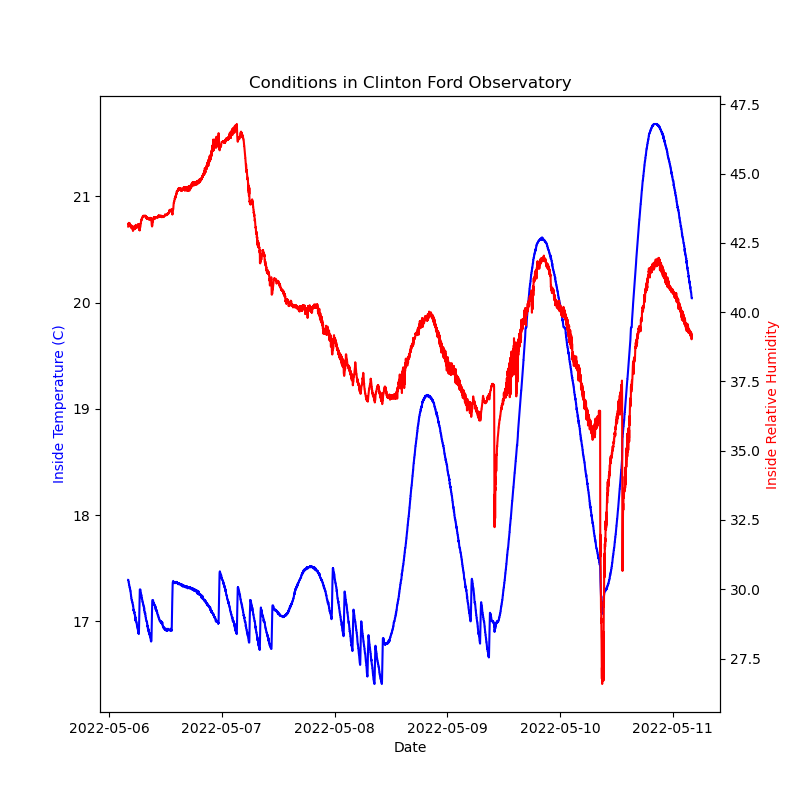 Conditions in Clinton Ford Observatory
Inside Temperature (C)
21
20
19
18
17
47.5
45.0
42.5
40.0
37.5
35.0
32.5
30.0
27.5
Inside Relative Humidity
2022-05-06 2022-05-07 2022-05-08 2022-05-09 2022-05-10 2022-05-11
Date